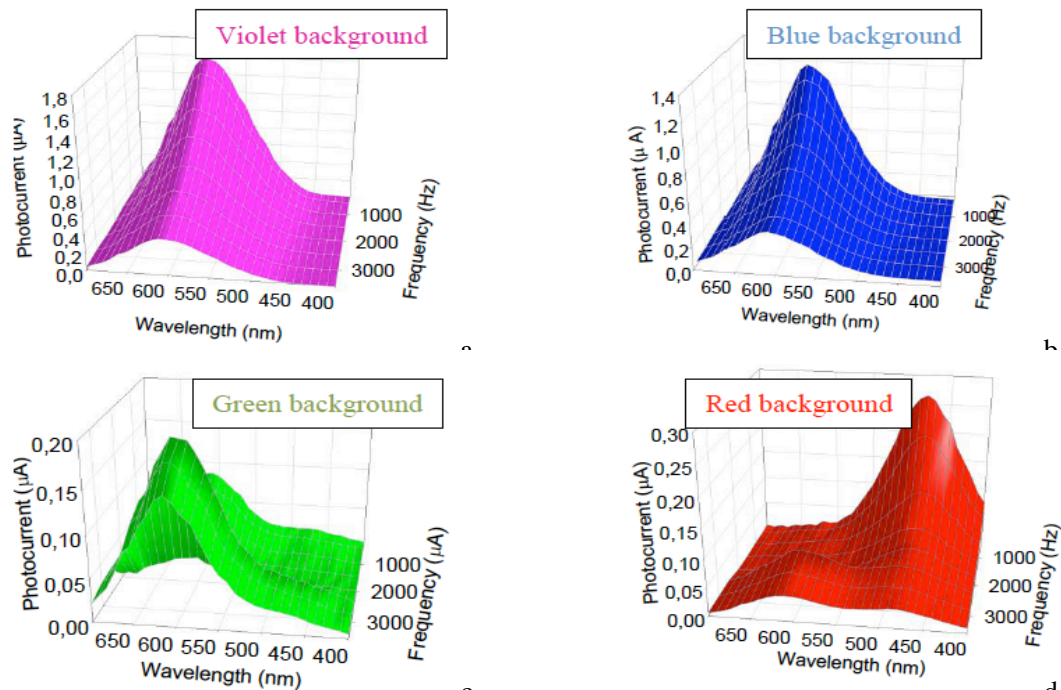 Violet background
1,8
1,6
1,4
1,2
1,0
0,8
0,6
0,4
0,2
0,0
Photocurrent (µA)
650 600 550 500 450 400
Wavelength (nm)
1000
2000
3000
Frequency (Hz)
a
Blue background
1,4
1,2
1,0
0,8
0,6
0,4
0,2
0,0
Photocurrent (µ A)
650 600 550 500 450 400
Wavelength (nm)
1000
2000
3000
Frequency (Hz)
b
Green background
0,20
0,15
0,10
0,05
0,00
Photocurrent (µA)
650 600 550 500 450 400
Wavelength (nm)
1000
2000
3000
Frequency (µA)
c
Red background
0,30
0,25
0,20
0,15
0,10
0,05
0,00
Photocurrent (µA)
650 600 550 500 450 400
Wavelength (nm)
1000
2000
3000
Frequency (Hz)
d